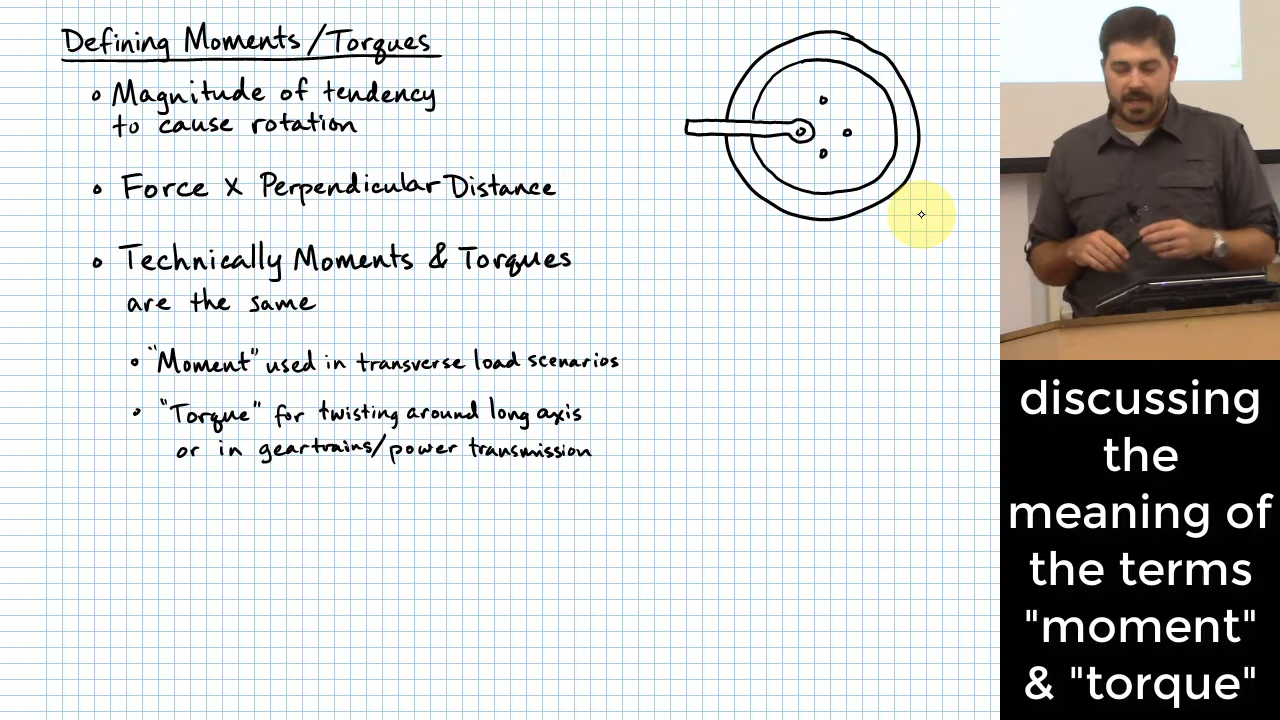 Defining Moments/Torques
• Magnitude of tendency
to cause rotation
• Force x Perpendicular Distance
• Technically Moments & Torques
are the same
• "Moment" used in transverse load scenarios
• "Torque" for twisting around long axis
or in geartrains/power transmission
discussing
the
meaning of
the terms
"moment"
& "torque"